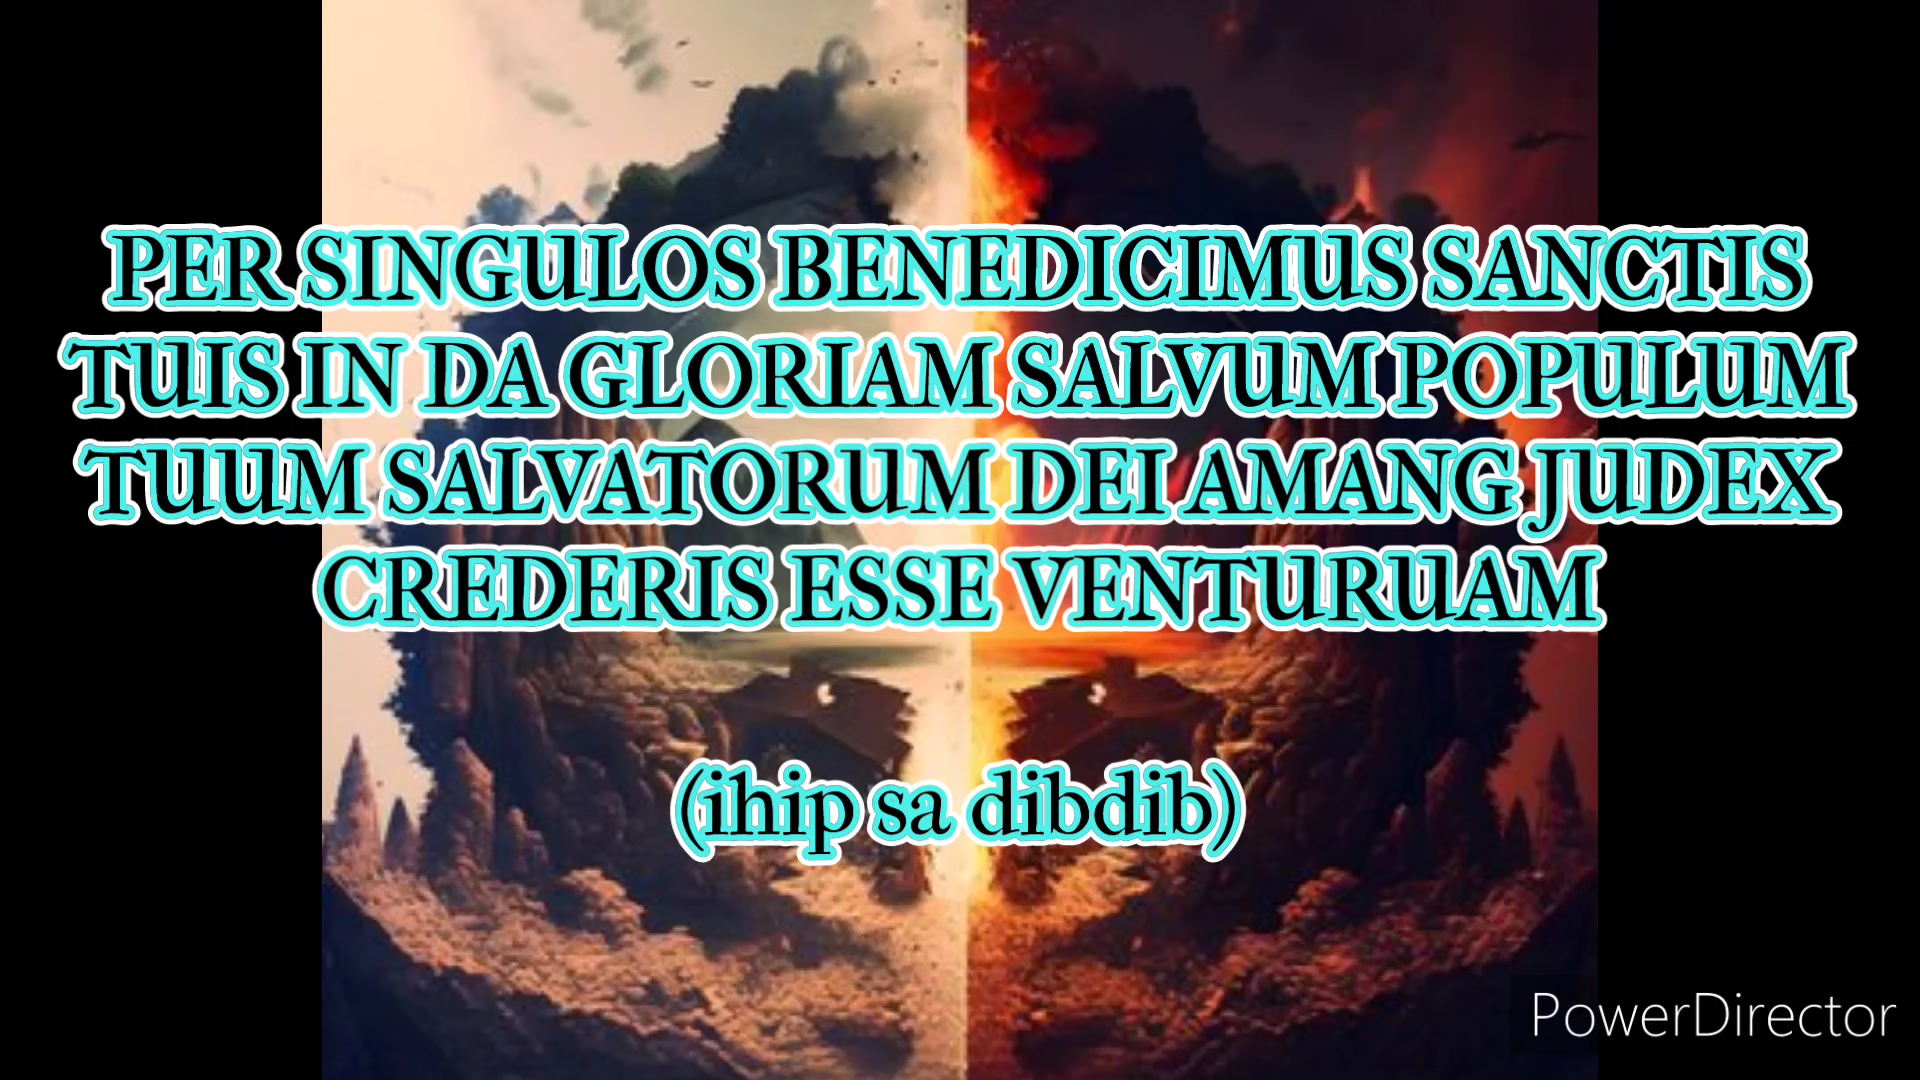 PER SINGULOS BENEDICIMUS SANCTIS
TUIS IN DA GLORIAM SALVUM POPULUM
TUUM SALVATORUM DEI AMANG JUDEX
CREDERIS ESSE VENTURUAM
(ihip sa dibdib)
PowerDirector